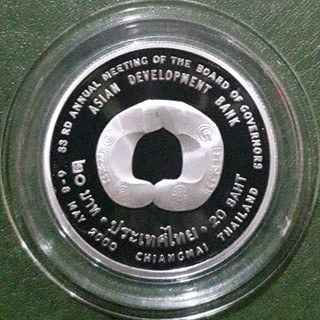 33 RD ANNUAL MEETING OF THE BOARD OF GOVERNORS
ASIAN DEVELOPMENT BANK
๒๐ บาท • ประเทศไทย • 20 BAHT
6-8 MAY 2000 CHIANGMAI THAILAND